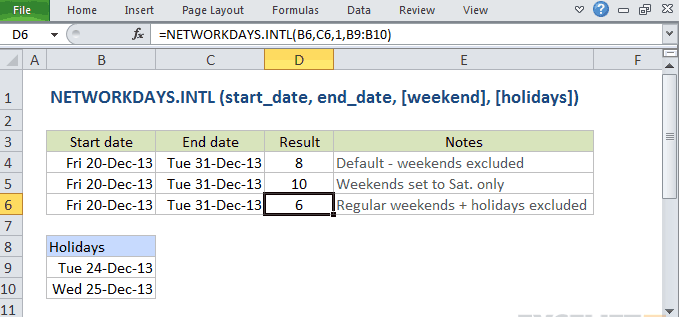 File Home Insert Page Layout Formulas Data Review View
D6 fx =NETWORKDAYS.INTL(B6,C6,1,B9:B10)
A B C D E F
1 NETWORKDAYS.INTL (start_date, end_date, [weekend], [holidays])
2
3 Start date End date Result Notes
4 Fri 20-Dec-13 Tue 31-Dec-13 8 Default - weekends excluded
5 Fri 20-Dec-13 Tue 31-Dec-13 10 Weekends set to Sat. only
6 Fri 20-Dec-13 Tue 31-Dec-13 6 Regular weekends + holidays excluded
7
8 Holidays
9 Tue 24-Dec-13
10 Wed 25-Dec-13
11